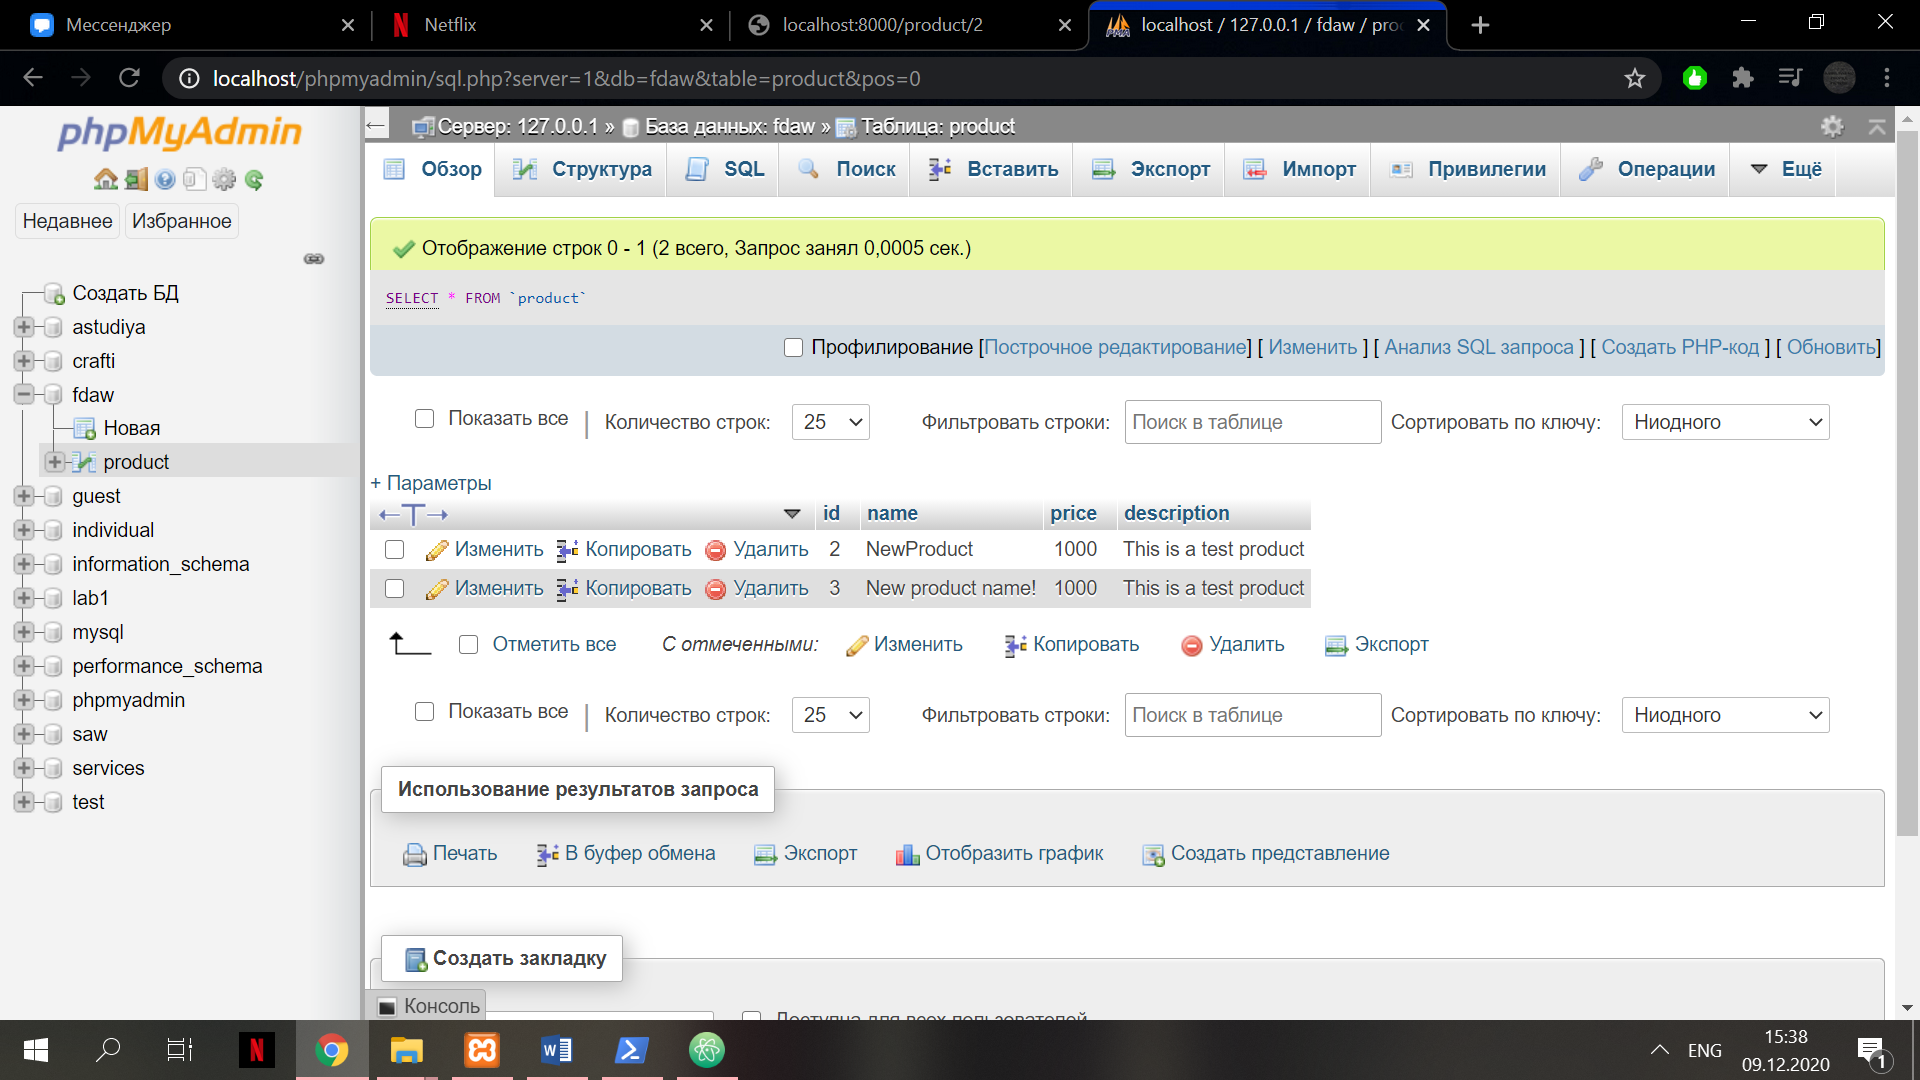 Мессенджер
Netflix
localhost:8000/product/2
localhost / 127.0.0.1 / fdaw / pro
localhost/phpmyadmin/sql.php?server=1&db=fdaw&table=product&pos=0
phpMyAdmin
Недавнее Избранное
Создать БД
astudiya
crafti
fdaw
Новая
product
guest
individual
information_schema
lab1
mysql
performance_schema
phpmyadmin
saw
services
test
Сервер: 127.0.0.1 » База данных: fdaw » Таблица: product
Обзор Структура SQL Поиск Вставить Экспорт Импорт Привилегии Операции Ещё
Отображение строк 0 - 1 (2 всего, Запрос занял 0,0005 сек.)
SELECT * FROM `product`
Профилирование [Построчное редактирование] [ Изменить ] [ Анализ SQL запроса ] [ Создать PHP-код ] [ Обновить]
Показать все | Количество строк: 25 Фильтровать строки: Поиск в таблице Сортировать по ключу: Ниодного
+ Параметры
←T→ id name price description
Изменить Копировать Удалить 2 NewProduct 1000 This is a test product
Изменить Копировать Удалить 3 New product name! 1000 This is a test product
Отметить все С отмеченными: Изменить Копировать Удалить Экспорт
Показать все | Количество строк: 25 Фильтровать строки: Поиск в таблице Сортировать по ключу: Ниодного
Использование результатов запроса
Печать В буфер обмена Экспорт Отобразить график Создать представление
Создать закладку
Консоль
Доступна для всех пользователей
ENG
15:38
09.12.2020
1